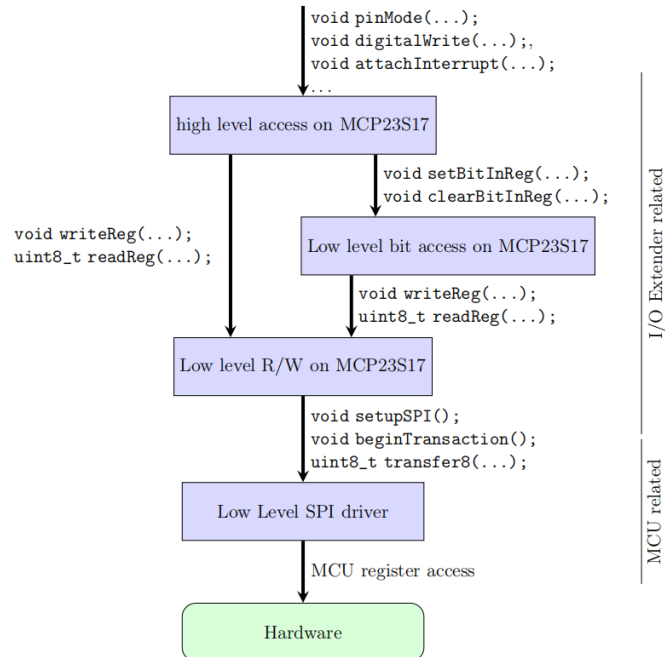 void pinMode(...);
void digitalWrite(...);,
void attachInterrupt(...);
...
high level access on MCP23S17
void setBitInReg(...);
void clearBitInReg(...);
void writeReg(...);
uint8_t readReg(...);
Low level bit access on MCP23S17
void writeReg(...);
uint8_t readReg(...);
Low level R/W on MCP23S17
void setupSPI();
void beginTransaction();
uint8_t transfer8(...);
Low Level SPI driver
MCU register access
Hardware
I/O Extender related
MCU related